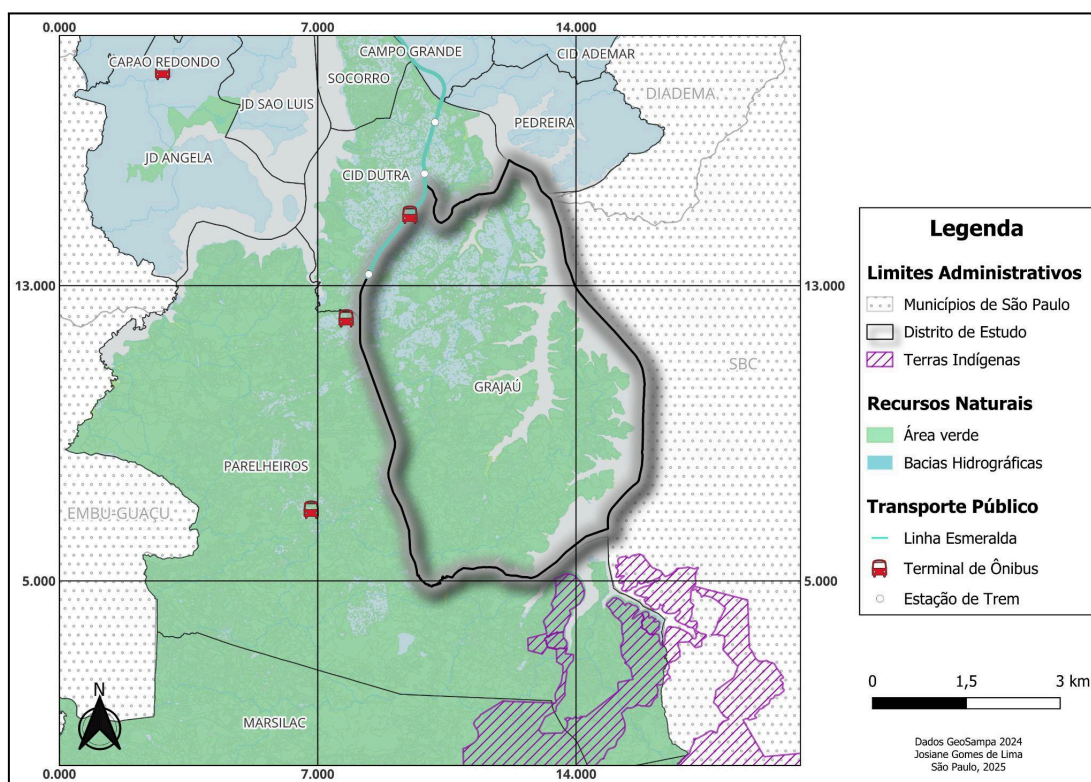 0.000
7.000
14.000
CAPAO REDONDO
CAMPO GRANDE
CID ADEMAR
SOCORRO
DIADEMA
JD SAO LUIS
PEDREIRA
JD ANGELA
CID DUTRA
13.000
13.000
SBC
GRAJAÚ
PARELHEIROS
EMBU-GUAÇU
5.000
5.000
MARSILAC
N
0.000
7.000
14.000
Legenda
Limites Administrativos
Municípios de São Paulo
Distrito de Estudo
Terras Indígenas
Recursos Naturais
Área verde
Bacias Hidrográficas
Transporte Público
Linha Esmeralda
Terminal de Ônibus
Estação de Trem
0 1,5 3 km
Dados GeoSampa 2024
Josiane Gomes de Lima
São Paulo, 2025